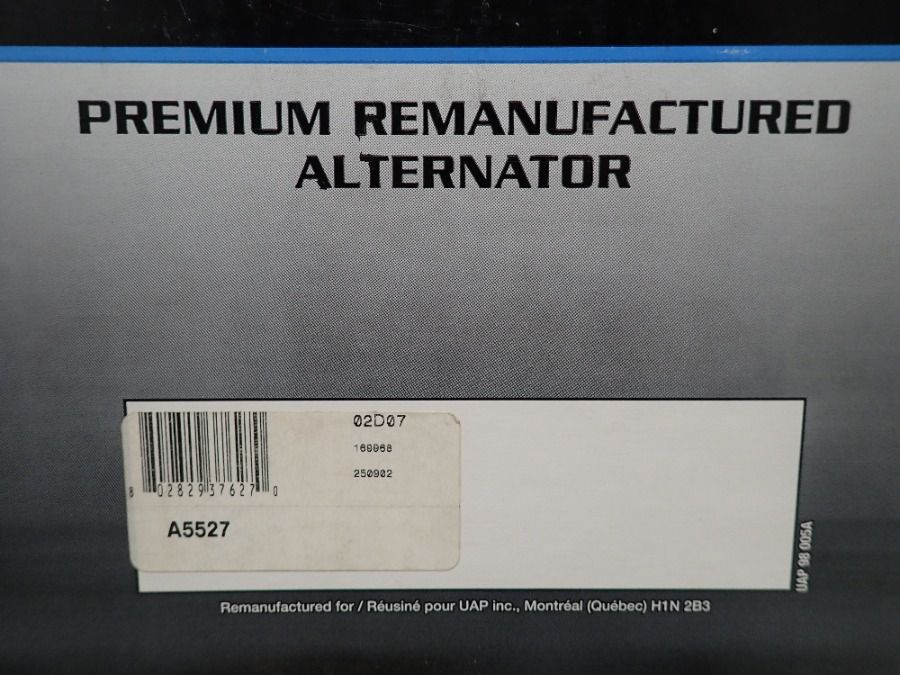 PREMIUM REMANUFACTURED
ALTERNATOR
02D07
169968
250902
8 02829 37627 0
A5527
UAP 98 005A
Remanufactured for / Réusiné pour UAP inc., Montréal (Québec) H1N 2B3